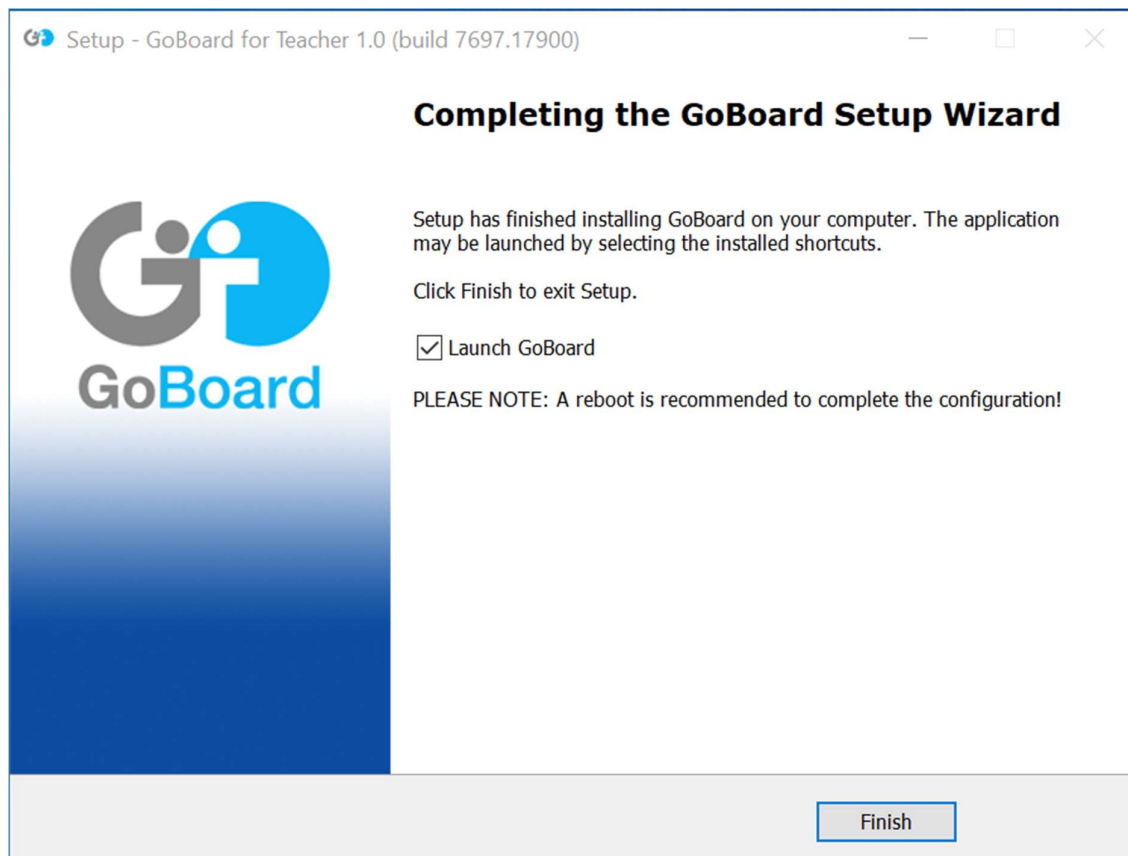 Setup - GoBoard for Teacher 1.0 (build 7697.17900)
Completing the GoBoard Setup Wizard
Setup has finished installing GoBoard on your computer. The application
may be launched by selecting the installed shortcuts.
Click Finish to exit Setup.
Launch GoBoard
PLEASE NOTE: A reboot is recommended to complete the configuration!
GoBoard
Finish